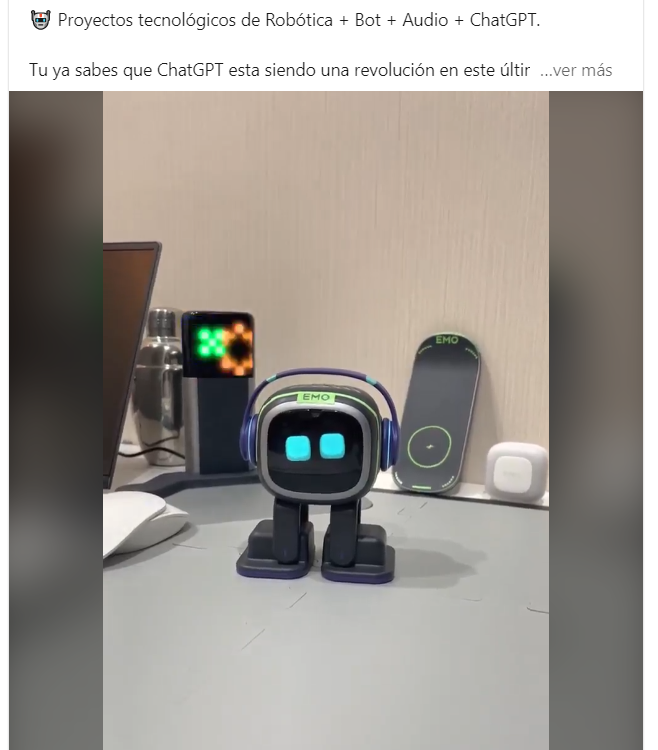 Proyectos tecnológicos de Robótica + Bot + Audio + ChatGPT.
Tu ya sabes que ChatGPT esta siendo una revolución en este últir ...ver más
EMO
EMO